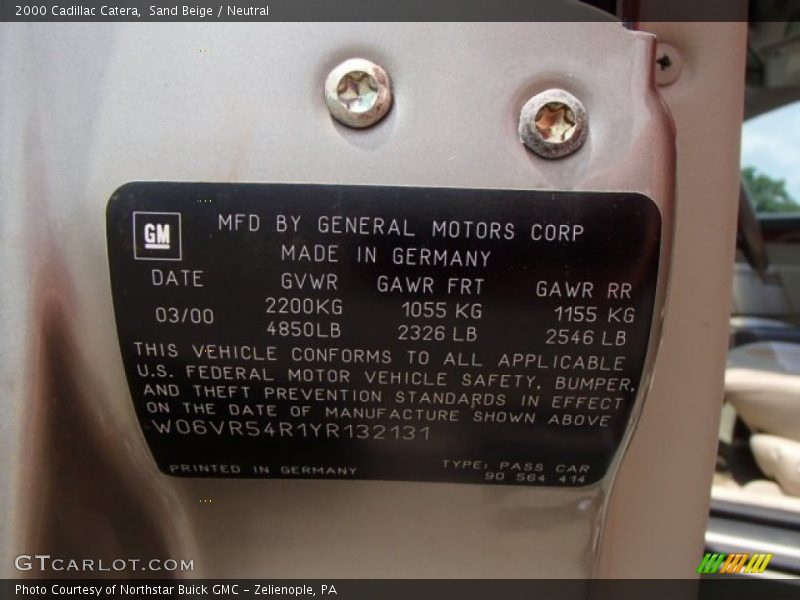 2000 Cadillac Catera, Sand Beige / Neutral
GM
MFD BY GENERAL MOTORS CORP
MADE IN GERMANY
DATE GVWR GAWR FRT GAWR RR
03/00 2200KG 1055 KG 1155 KG
4850LB 2326 LB 2546 LB
THIS VEHICLE CONFORMS TO ALL APPLICABLE
U.S. FEDERAL MOTOR VEHICLE SAFETY, BUMPER,
AND THEFT PREVENTION STANDARDS IN EFFECT
ON THE DATE OF MANUFACTURE SHOWN ABOVE
W06VR54R1YR132131
PRINTED IN GERMANY TYPE: PASS CAR
90 564 414
GTCARLOT.COM
Photo Courtesy of Northstar Buick GMC - Zelienople, PA